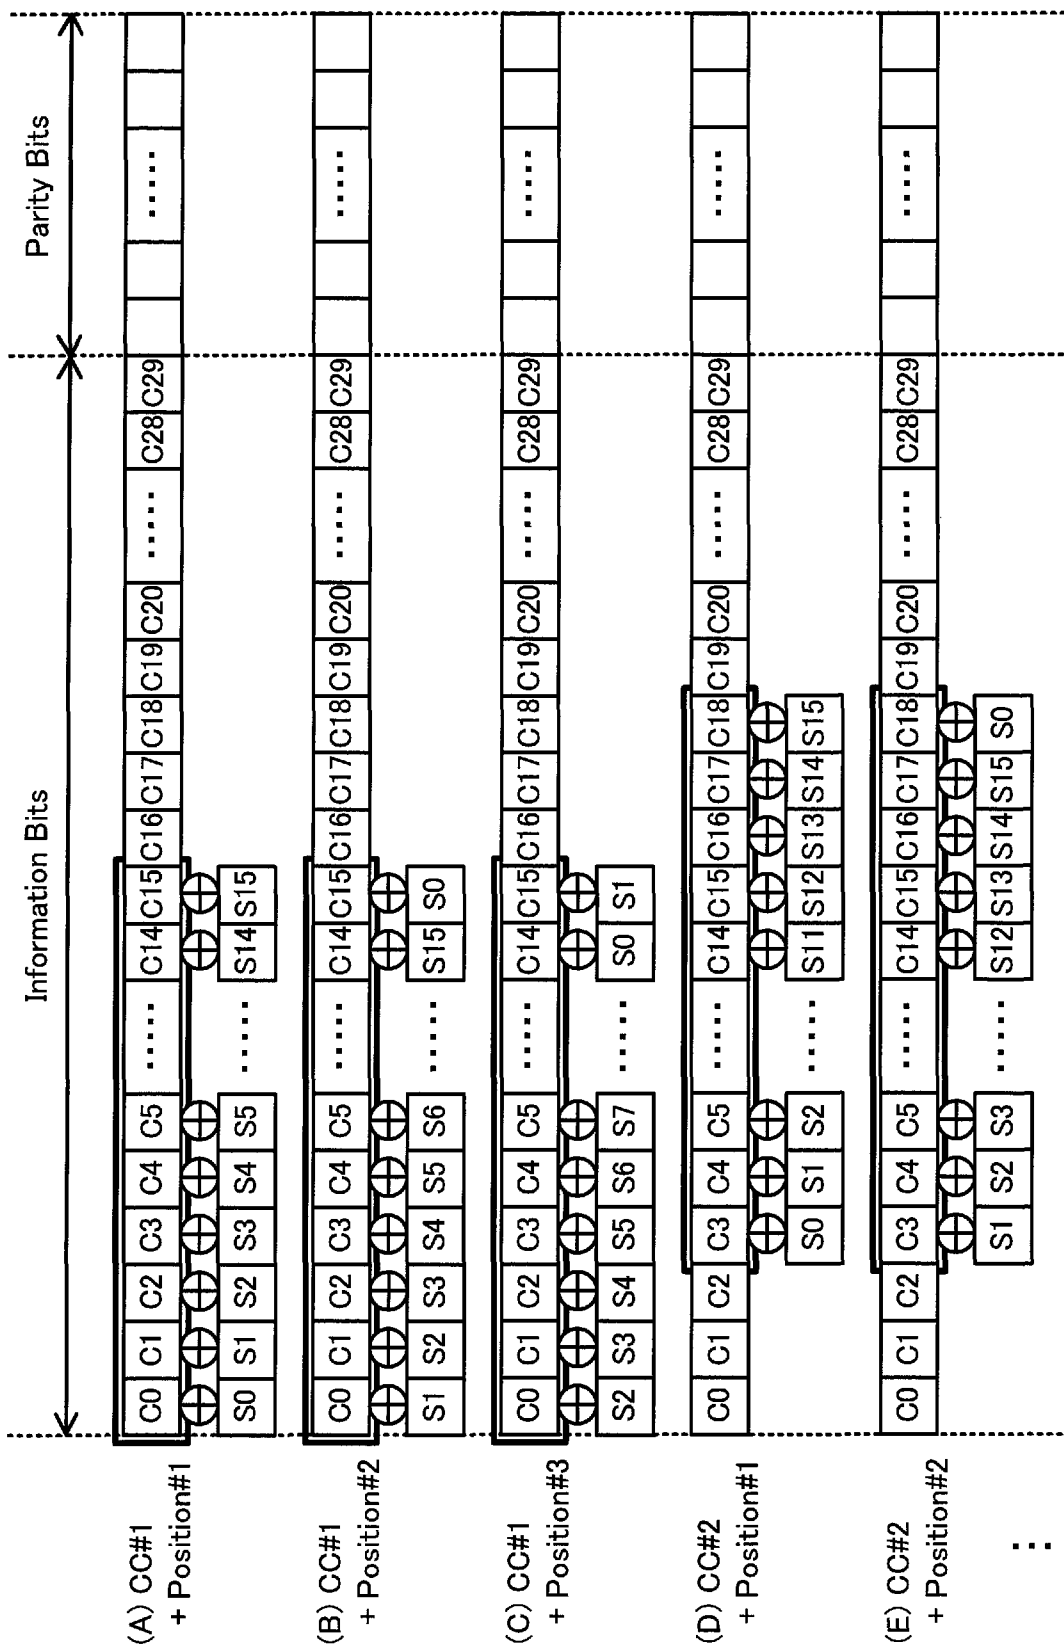 Information Bits Parity Bits
(A) CC#1
+ Position#1
C0 C1 C2 C3 C4 C5 ..... C14 C15 C16 C17 C18 C19 C20 ..... C28 C29 .....
S0 S1 S2 S3 S4 S5 ..... S14 S15
(B) CC#1
+ Position#2
C0 C1 C2 C3 C4 C5 ..... C14 C15 C16 C17 C18 C19 C20 ..... C28 C29 .....
S1 S2 S3 S4 S5 S6 ..... S15 S0
(C) CC#1
+ Position#3
C0 C1 C2 C3 C4 C5 ..... C14 C15 C16 C17 C18 C19 C20 ..... C28 C29 .....
S2 S3 S4 S5 S6 S7 ..... S0 S1
(D) CC#2
+ Position#1
C0 C1 C2 C3 C4 C5 ..... C14 C15 C16 C17 C18 C19 C20 ..... C28 C29 .....
S0 S1 S2 ..... S11 S12 S13 S14 S15
(E) CC#2
+ Position#2
C0 C1 C2 C3 C4 C5 ..... C14 C15 C16 C17 C18 C19 C20 ..... C28 C29 .....
S1 S2 S3 ..... S12 S13 S14 S15 S0
...